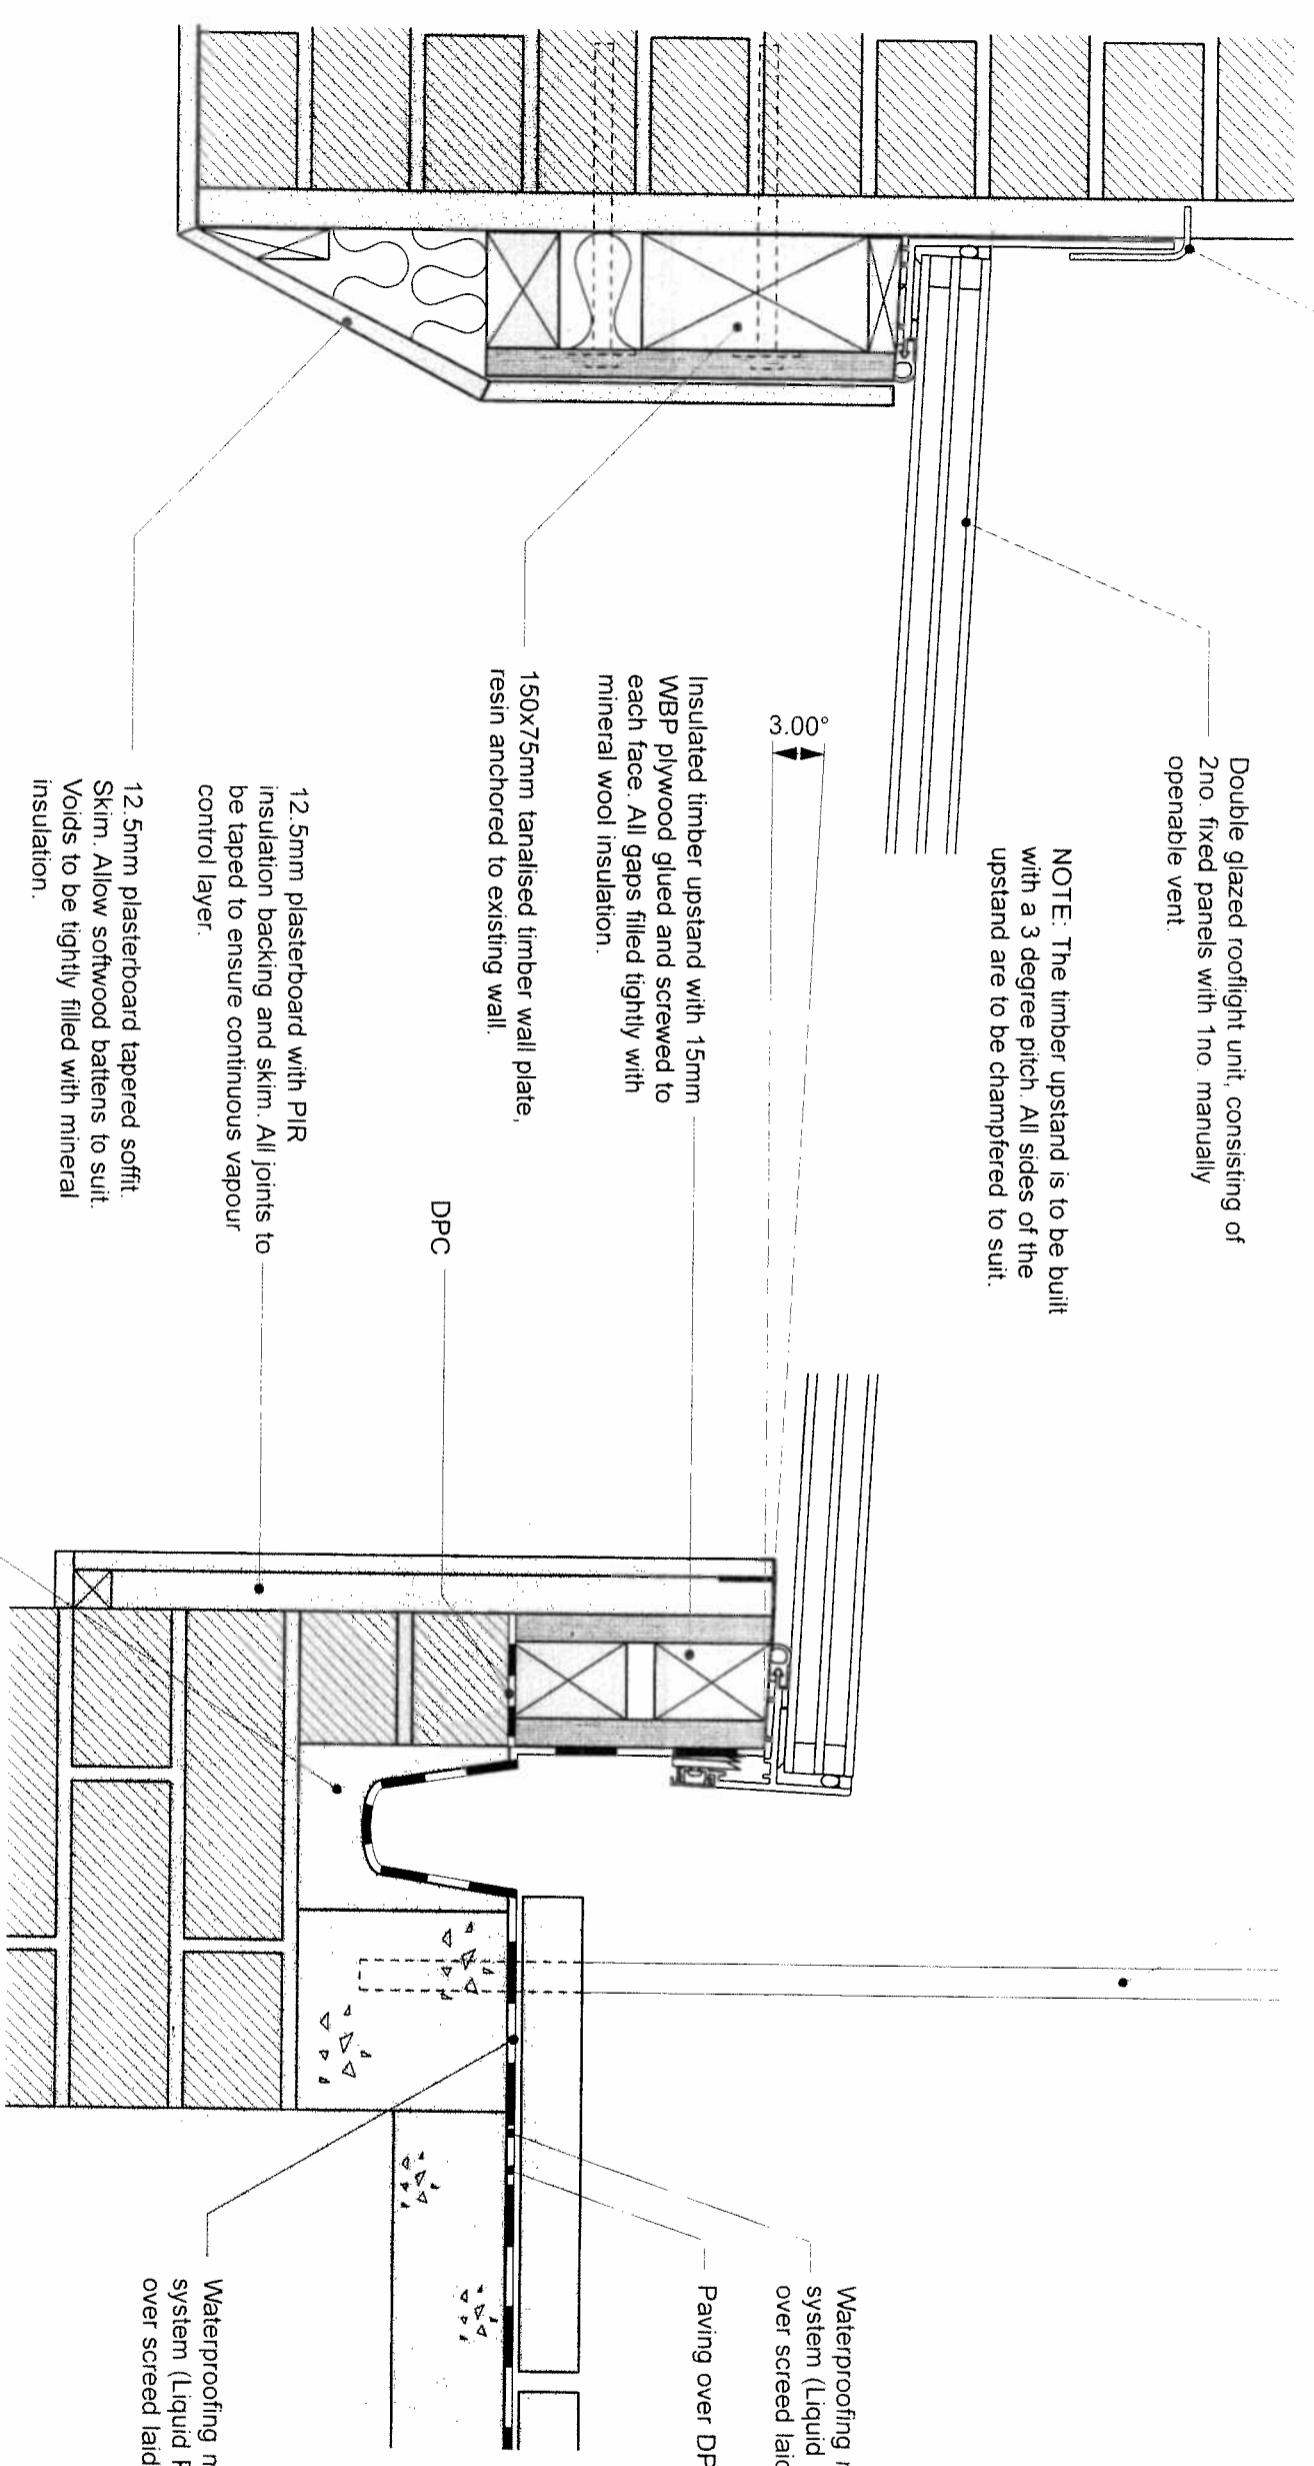 Double glazed rooflight unit, consisting of
2no. fixed panels with 1no. manually
openable vent.
NOTE: The timber upstand is to be built
with a 3 degree pitch. All sides of the
upstand are to be champfered to suit.
3.00°
Insulated timber upstand with 15mm
WBP plywood glued and screwed to
each face. All gaps filled tightly with
mineral wool insulation.
150x75mm tanalised timber wall plate,
resin anchored to existing wall.
DPC
12.5mm plasterboard with PIR
insulation backing and skim. All joints to
be taped to ensure continuous vapour
control layer.
12.5mm plasterboard tapered soffit.
Skim. Allow softwood battens to suit.
Voids to be tightly filled with mineral
insulation.
Waterproofing
system (Liquid
over screed laid
Paving over DP
Waterproofing
system (Liquid
over screed laid